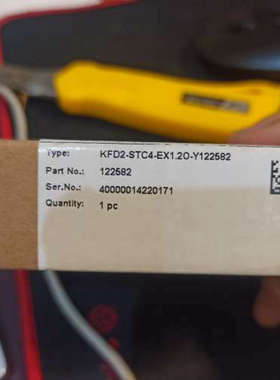 Type: KFD2-STC4-EX1.2O-Y122582
Part No.: 122582
Ser.No.: 40000014220171
Quantity: 1 pc